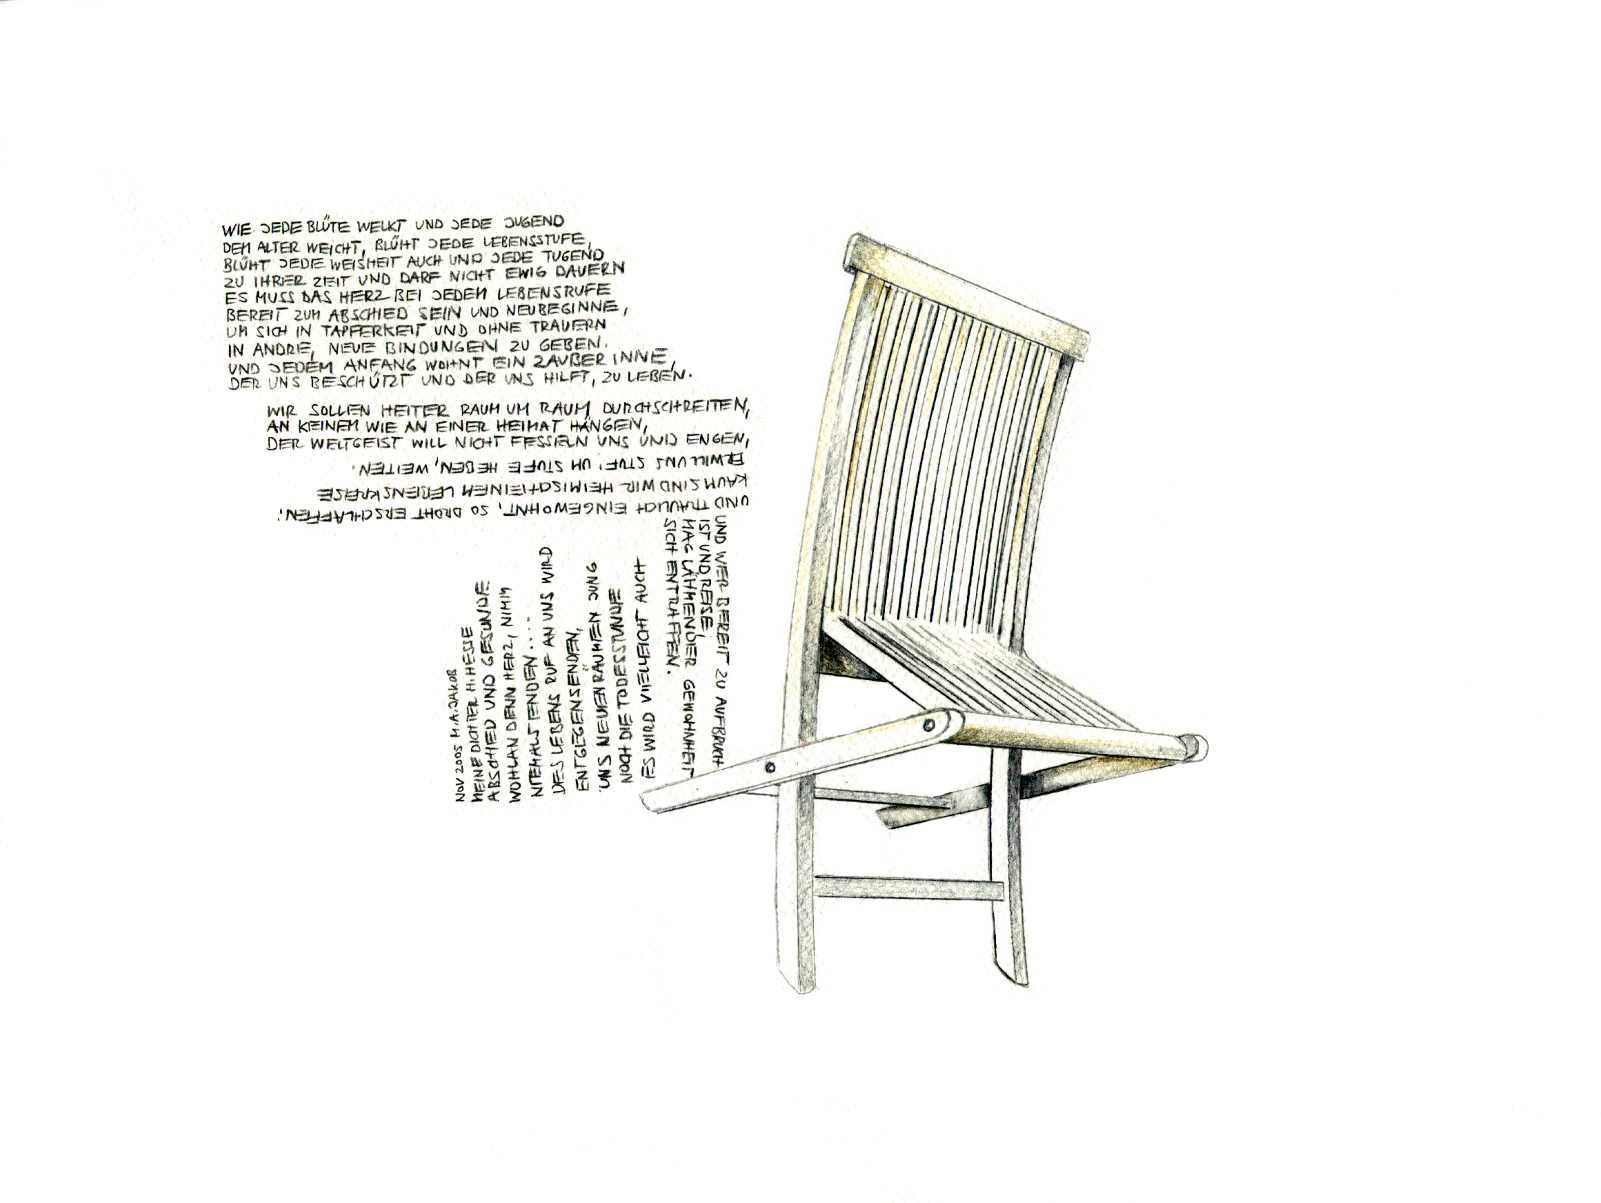 WIE JEDE BLÜTE WELKT UND JEDE JUGEND
DEM ALTER WEICHT, BLÜHT JEDE LEBENSSTUFE,
BLÜHT JEDE WEISHEIT AUCH UND JEDE TUGEND
ZU IHRER ZEIT UND DARF NICHT EWIG DAUERN
ES MUSS DAS HERZ BEI JEDEM LEBENSRUFE
BEREIT ZUM ABSCHIED SEIN UND NEUBEGINNE,
UM SICH IN TAPFERKEIT UND OHNE TRAUERN
IN ANDRE, NEUE BINDUNGEN ZU GEBEN.
UND JEDEM ANFANG WOHNT EIN ZAUBER INNE,
DER UNS BESCHÜTZT UND DER UNS HILFT, ZU LEBEN.
WIR SOLLEN HEITER RAUM UM RAUM DURCHSCHREITEN,
AN KEINEM WIE AN EINER HEIMAT HÄNGEN,
DER WELTGEIST WILL NICHT FESSELN UNS UND ENGEN,
ER WILL UNS STUF' UM STUFE HEBEN, WEITEN.
KAUM SIND WIR HEIMISCH EINEM LEBENSKREISE
UND TRAULICH EINGEWOHNT, SO DROHT ERSCHLAFFEN!
UND WER BEREIT ZU AUFBRUCH
IST UND REISE,
MAG LÄHMENDER GEWOHNHEIT
SICH ENTRAFFEN.
ES WIRD VIELLEICHT AUCH
NOCH DIE TODESSTUNDE
UNS NEUEN RÄUMEN JUNG
ENTGEGENSENDEN,
DES LEBENS RUF AN UNS WIRD
NIEMALS ENDEN....
WOHLAN DENN HERZ, NIMM
ABSCHIED UND GESUNDE
MEINE DICHTER H. HESSE
NOV 2005 M.A. JAKOB